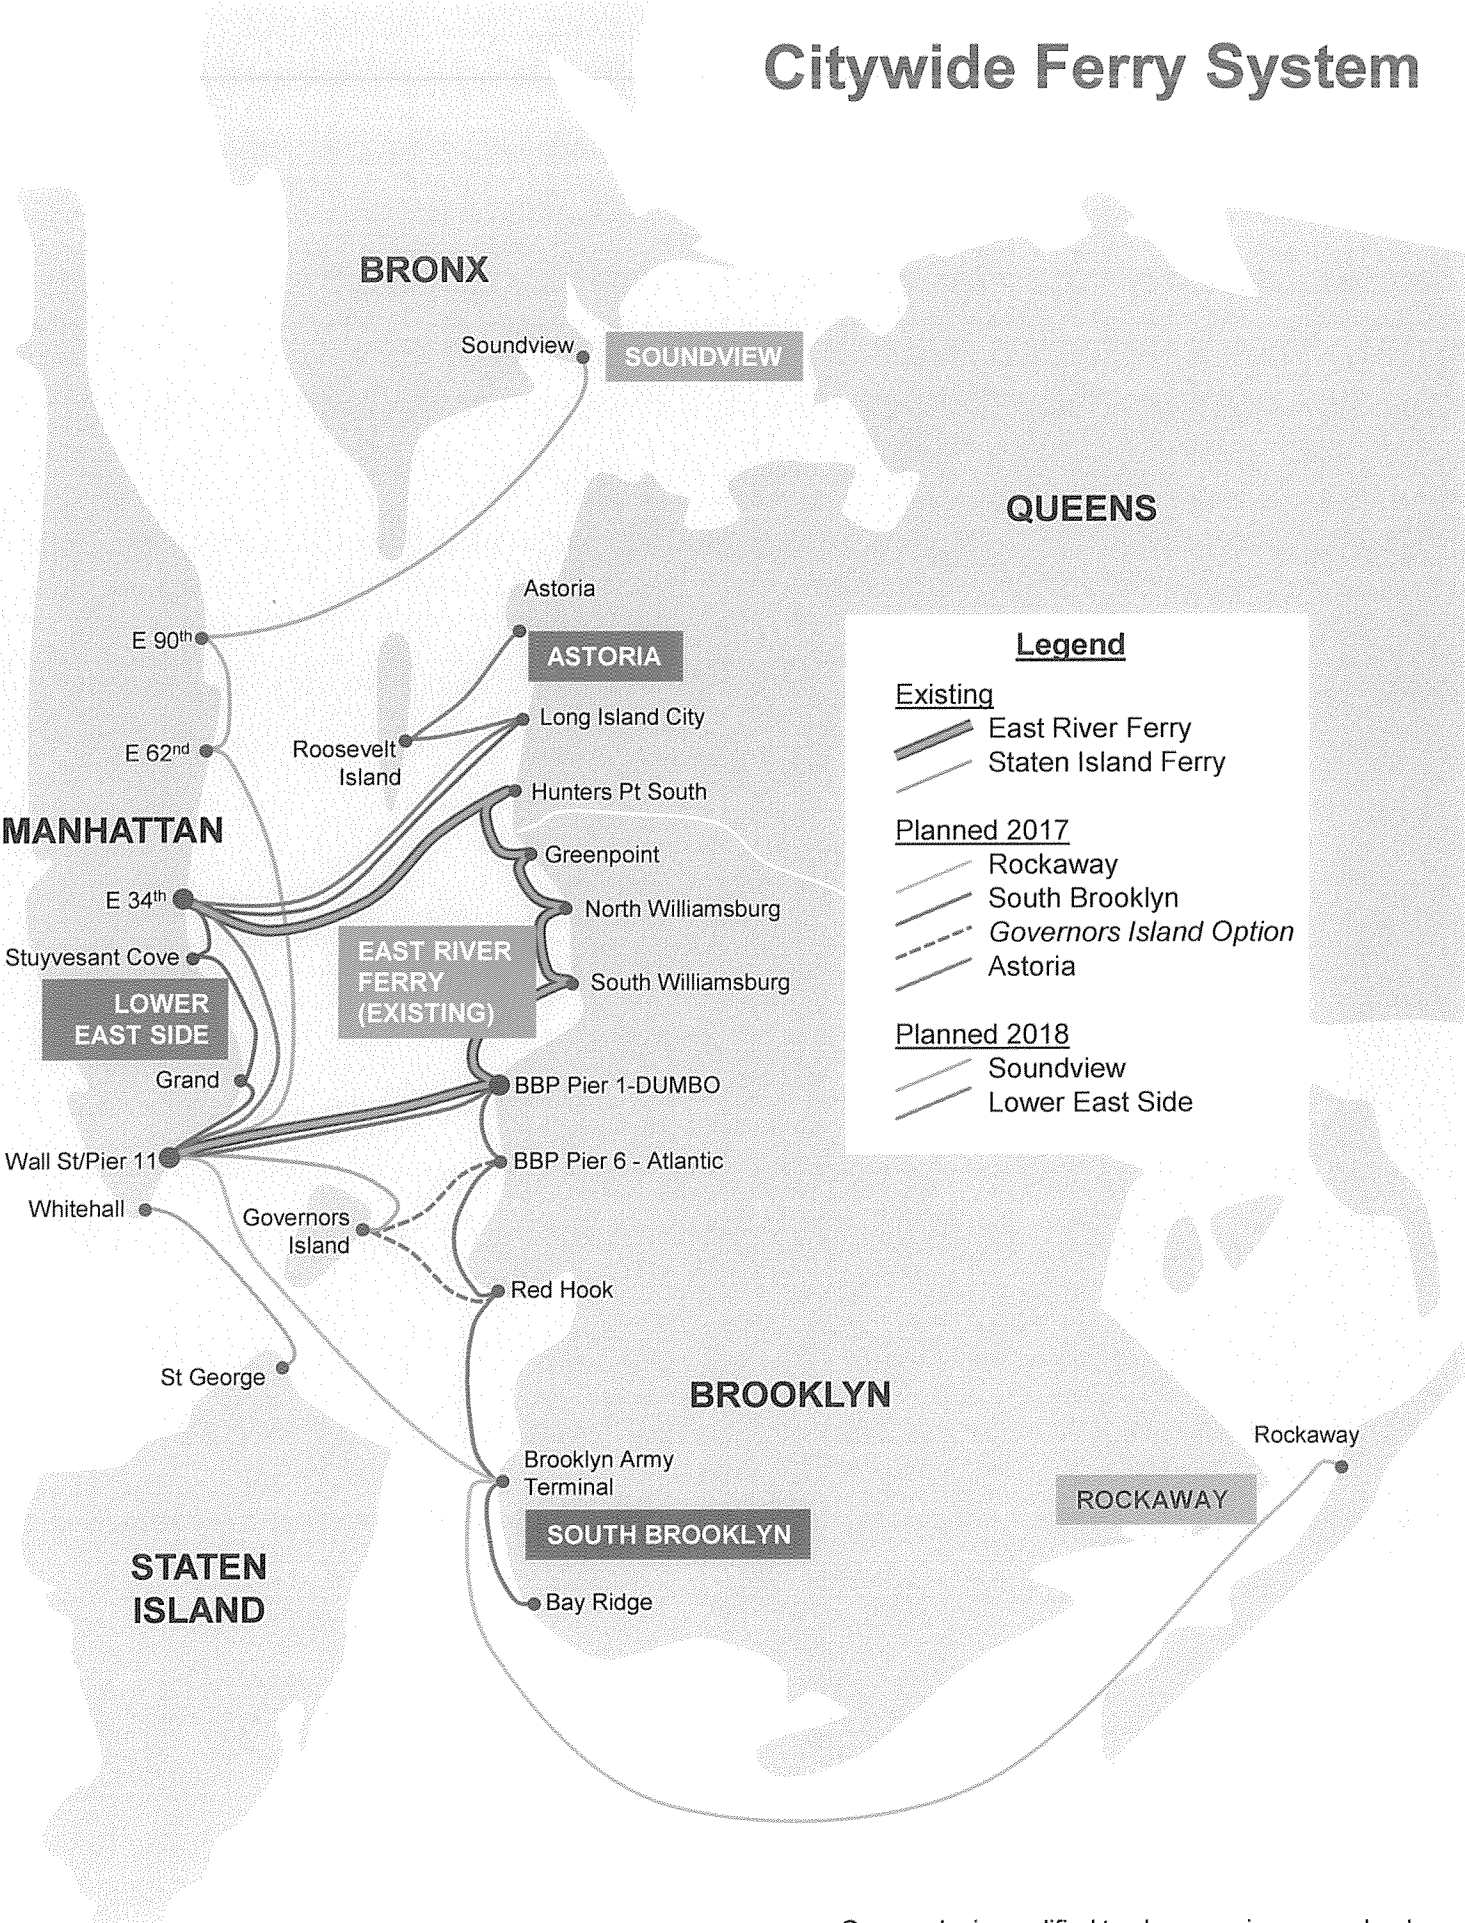 Citywide Ferry System
BRONX
Soundview
SOUNDVIEW
QUEENS
Astoria
E 90th
ASTORIA
Long Island City
E 62nd
Roosevelt
Island
Hunters Pt South
MANHATTAN
Greenpoint
E 34th
North Williamsburg
Stuyvesant Cove
EAST RIVER
FERRY
(EXISTING)
South Williamsburg
LOWER
EAST SIDE
Grand
BBP Pier 1-DUMBO
Wall St/Pier 11
BBP Pier 6 - Atlantic
Whitehall
Governors
Island
Red Hook
St George
BROOKLYN
Rockaway
Brooklyn Army
Terminal
ROCKAWAY
SOUTH BROOKLYN
STATEN
ISLAND
Bay Ridge
Legend
Existing
East River Ferry
Staten Island Ferry
Planned 2017
Rockaway
South Brooklyn
Governors Island Option
Astoria
Planned 2018
Soundview
Lower East Side